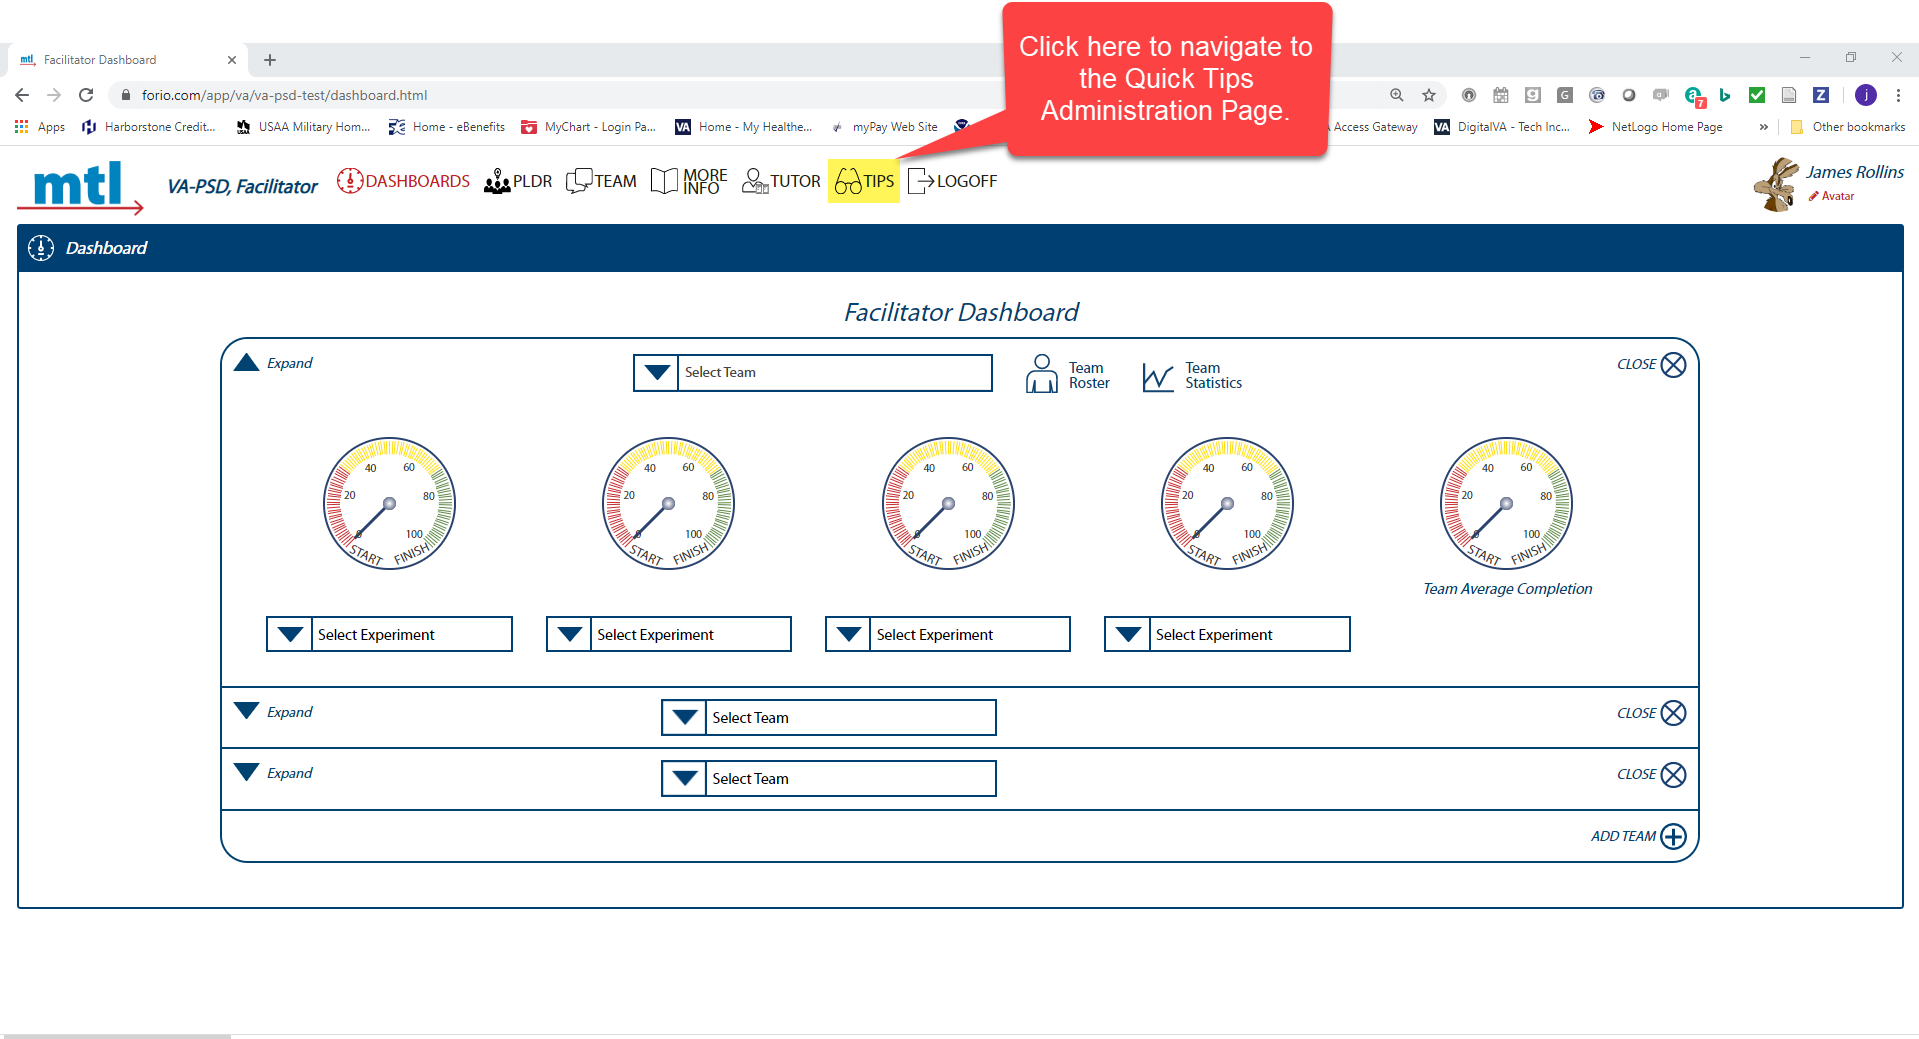 Click here to navigate to
the Quick Tips
Administration Page.
mtl Facilitator Dashboard
forio.com/app/va/va-psd-test/dashboard.html
Apps Harborstone Credit... USAA Military Hom... Home - eBenefits MyChart - Login Pa... VA Home - My Healthe... myPay Web Site Access Gateway VA DigitalVA - Tech Inc... NetLogo Home Page » Other bookmarks
mtl
VA-PSD, Facilitator
DASHBOARDS PLDR TEAM MORE INFO TUTOR TIPS LOGOFF
James Rollins
Avatar
Dashboard
Facilitator Dashboard
Expand
Select Team
Team
Roster
Team
Statistics
CLOSE
0 20 40 60 80 100 START FINISH
0 20 40 60 80 100 START FINISH
0 20 40 60 80 100 START FINISH
0 20 40 60 80 100 START FINISH
0 20 40 60 80 100 START FINISH
Team Average Completion
Select Experiment Select Experiment Select Experiment Select Experiment
Expand Select Team CLOSE
Expand Select Team CLOSE
ADD TEAM